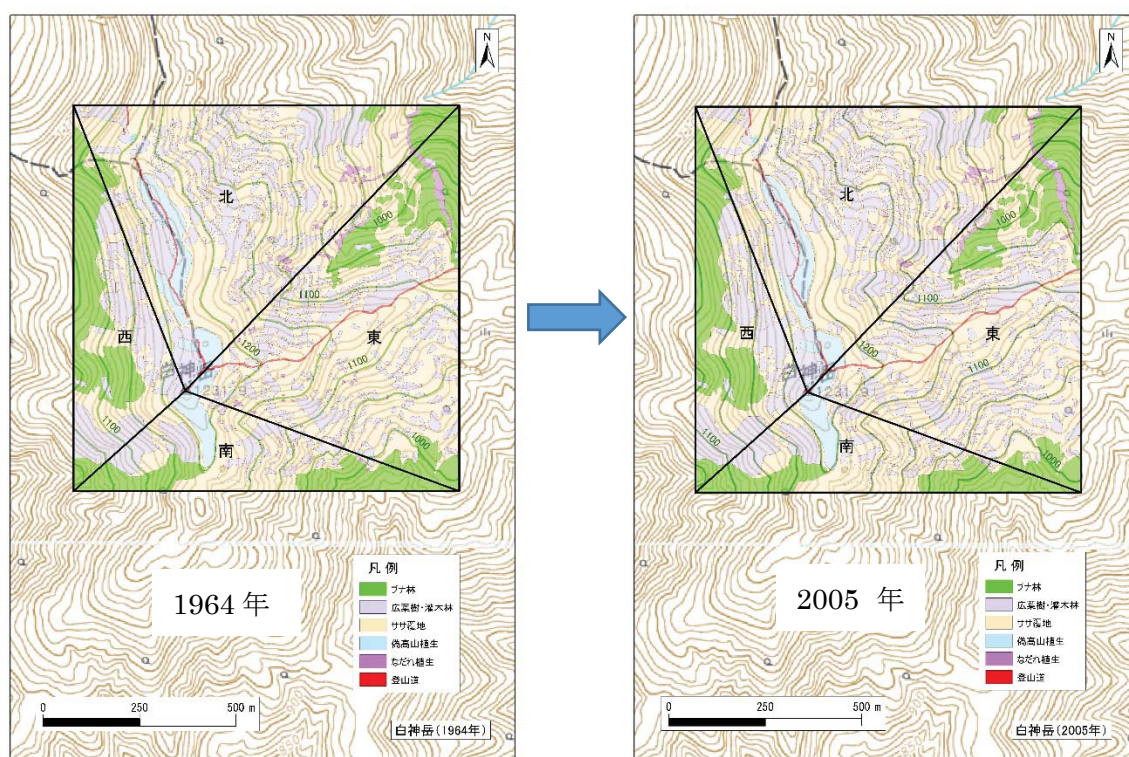 N
北
1000
1100
西
東
1200
1100
1100
南
1000
1964年
凡例
ブナ林
広葉樹・灌木林
ササ草地
偽高山植生
なだれ植生
登山道
0 250 500 m
白神岳(1964年)
N
北
1000
1100
西
東
1200
1100
1100
南
1000
2005 年
凡例
ブナ林
広葉樹・灌木林
偽高山植生
なだれ植生
登山道
0 250 500 m
白神岳(2005年)